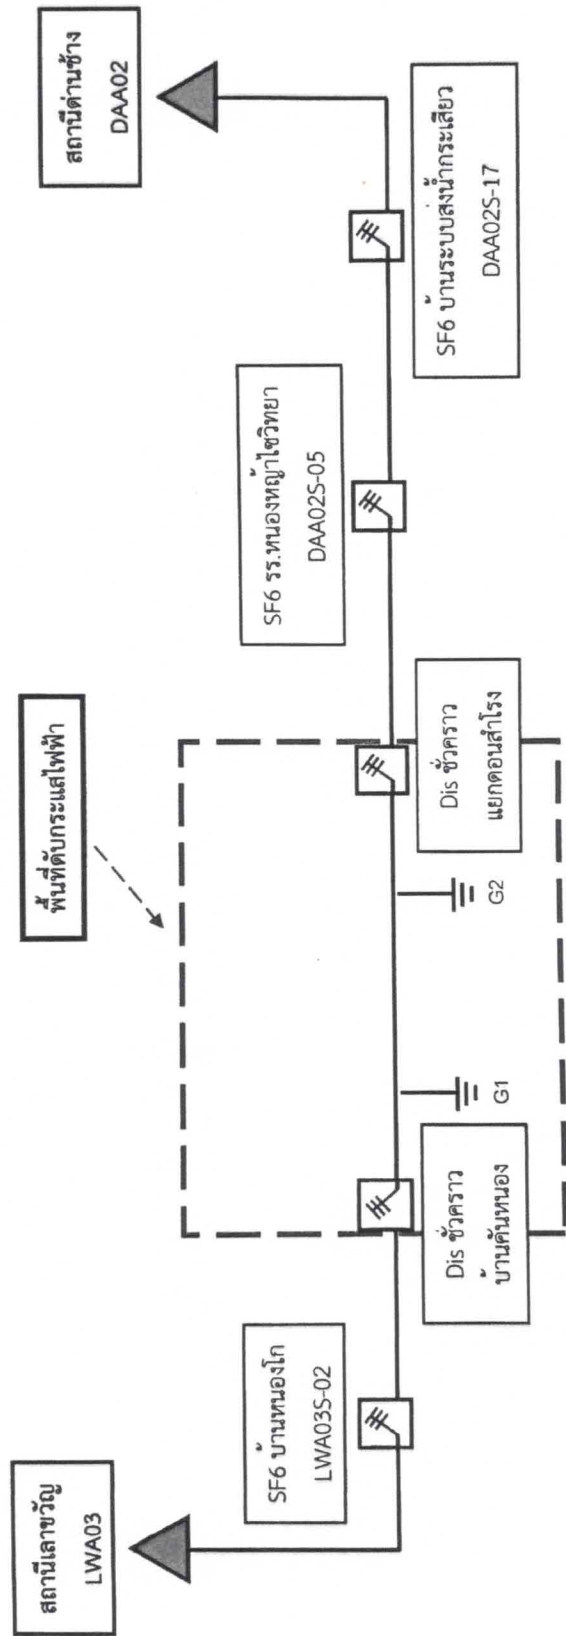 สถานีเลาขวัญ
LWA03
พื้นที่ดับกระแสไฟฟ้า
สถานีด่านช้าง
DAA02
SF6 บ้านหนองโก
LWA03S-02
SF6 รร.หนองหญ้าไซวิทยา
DAA02S-05
Dis ชั่วคราว
บ้านคันหนอง
G1
G2
Dis ชั่วคราว
แยกดอนสำโรง
SF6 บ้านระบบส่งน้ำกระเสียว
DAA02S-17